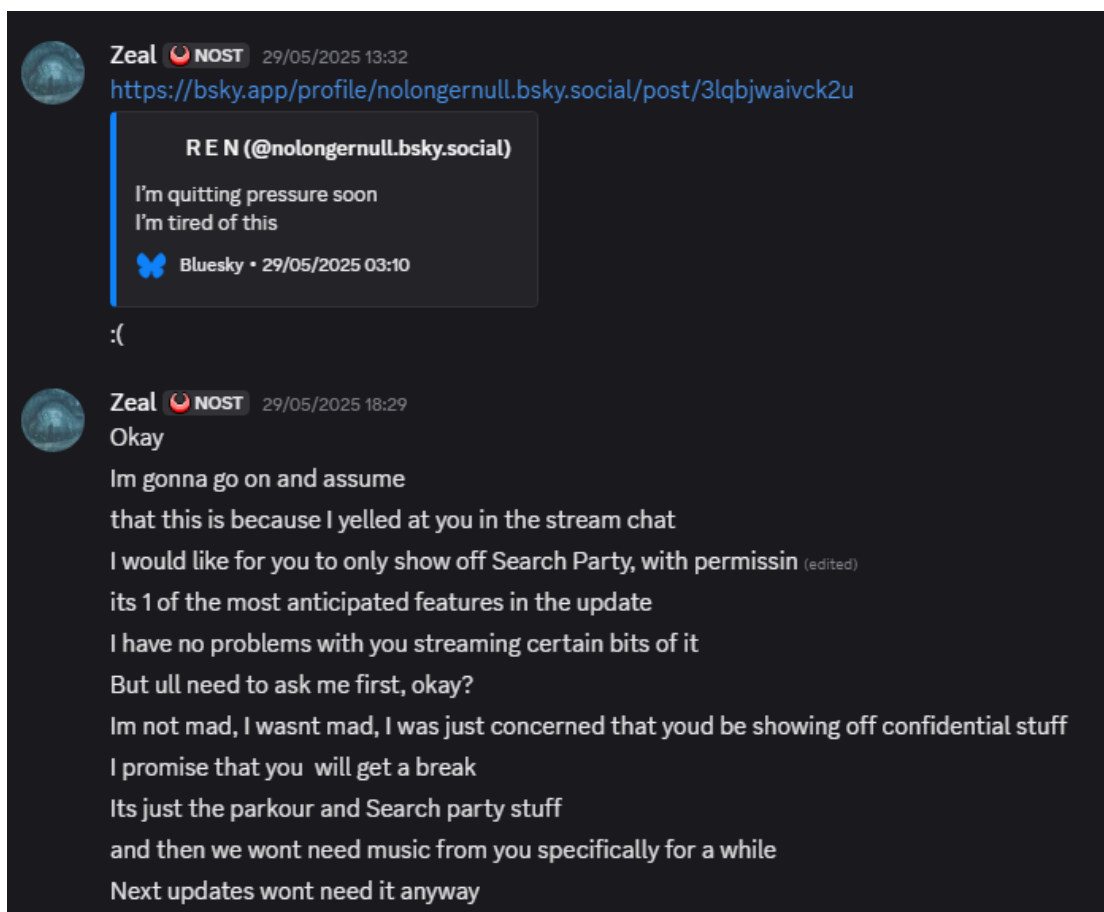 Zeal NOST 29/05/2025 13:32
https://bsky.app/profile/nolongernull.bsky.social/post/3lqbjwaivck2u
R E N (@nolongernull.bsky.social)
I'm quitting pressure soon
I'm tired of this
Bluesky • 29/05/2025 03:10
:(
Zeal NOST 29/05/2025 18:29
Okay
Im gonna go on and assume
that this is because I yelled at you in the stream chat
I would like for you to only show off Search Party, with permissin (edited)
its 1 of the most anticipated features in the update
I have no problems with you streaming certain bits of it
But ull need to ask me first, okay?
Im not mad, I wasnt mad, I was just concerned that youd be showing off confidential stuff
I promise that you will get a break
Its just the parkour and Search party stuff
and then we wont need music from you specifically for a while
Next updates wont need it anyway